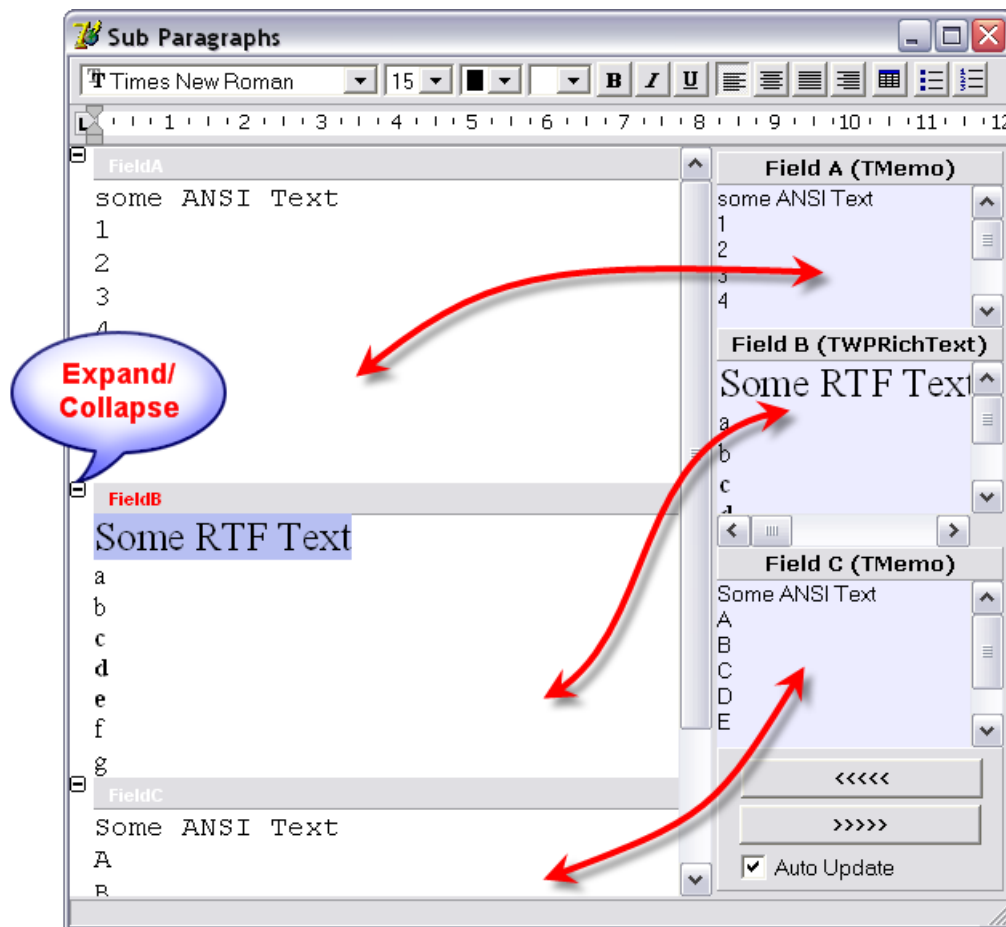 Sub Paragraphs
Times New Roman 15 B I U
L 1 2 3 4 5 6 7 8 9 10 11 12
FieldA
some ANSI Text
1
2
3
4
Expand/
Collapse
FieldB
Some RTF Text
a
b
c
d
e
f
g
FieldC
Some ANSI Text
A
B
Field A (TMemo)
some ANSI Text
1
2
3
4
Field B (TWPRichText)
Some RTF Text
a
b
c
d
Field C (TMemo)
Some ANSI Text
A
B
C
D
E
<<<<<
>>>>>
Auto Update